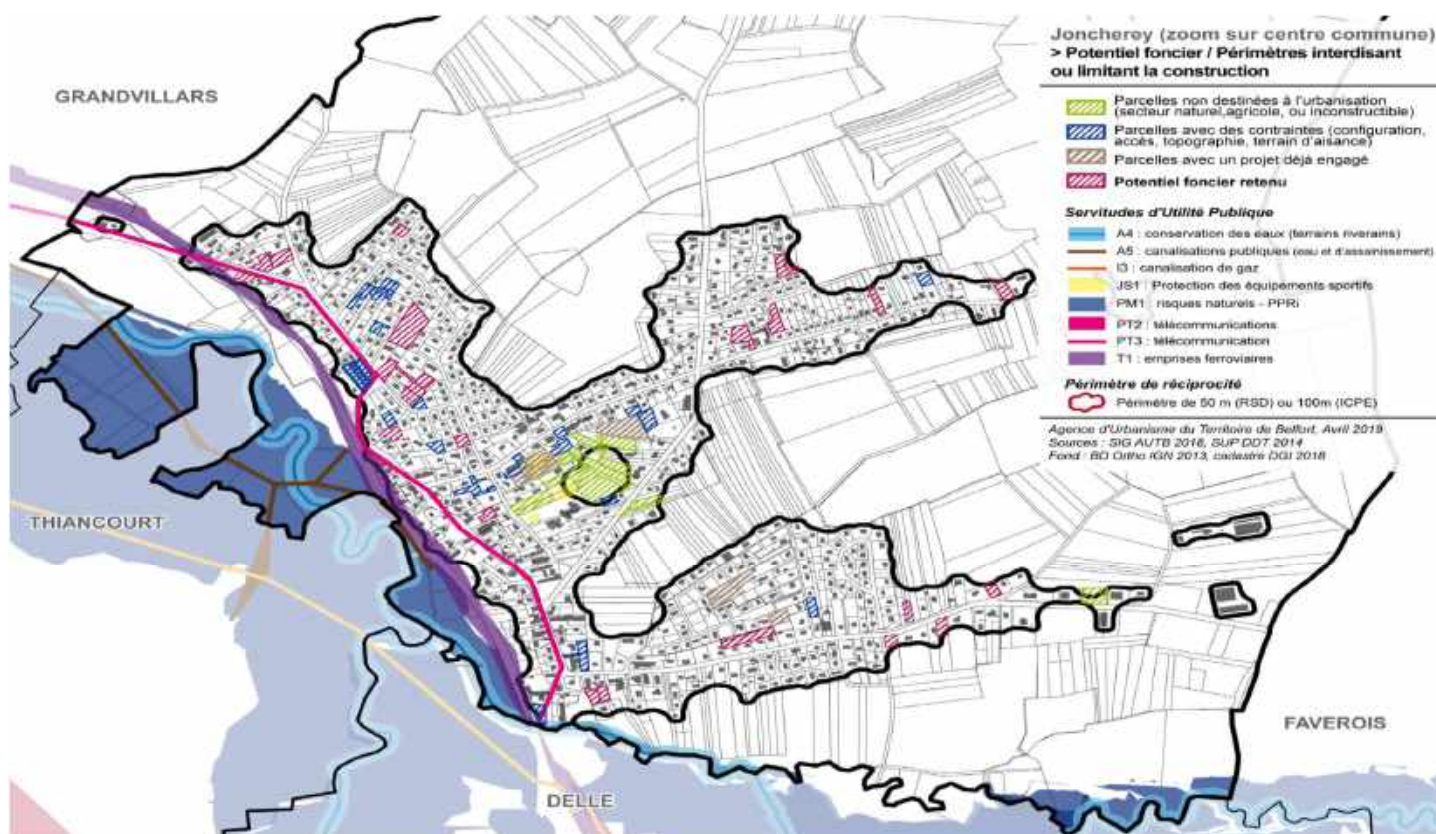 Joncherey (zoom sur centre commune)
> Potentiel foncier / Périmètres interdisant
ou limitant la construction
Parcelles non destinées à l'urbanisation
(secteur naturel,agricole, ou inconstructible)
Parcelles avec des contraintes (configuration,
accès, topographie, terrain d'aisance)
Parcelles avec un projet déjà engagé
Potentiel foncier retenu
Servitudes d'Utilité Publique
A4 : conservation des eaux (terrains riverains)
A5 : canalisations publiques (eau et d'assainissement)
I3 : canalisation de gaz
JS1 : Protection des équipements sportifs
PM1 : risques naturels - PPRi
PT2 : télécommunications
PT3 : télécommunication
T1 : emprises ferroviaires
Périmètre de réciprocité
Périmètre de 50 m (RSD) ou 100m (ICPE)
Agence d'Urbanisme du Territoire de Belfort, Avril 2019
Sources : SIG AUTB 2018, SUP DDT 2014
Fond : BD Ortho IGN 2013, cadastre DGI 2018
GRANDVILLARS
THIANCOURT
FAVEROIS
DELLE